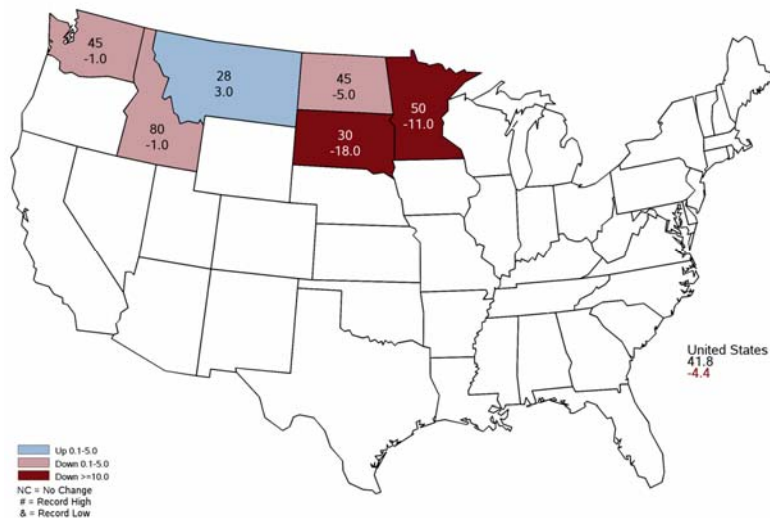 45
-1.0
28
3.0
45
-5.0
50
-11.0
80
-1.0
30
-18.0
United States
41.8
-4.4
Up 0.1-5.0
Down 0.1-5.0
Down >=10.0
NC = No Change
# = Record High
& = Record Low